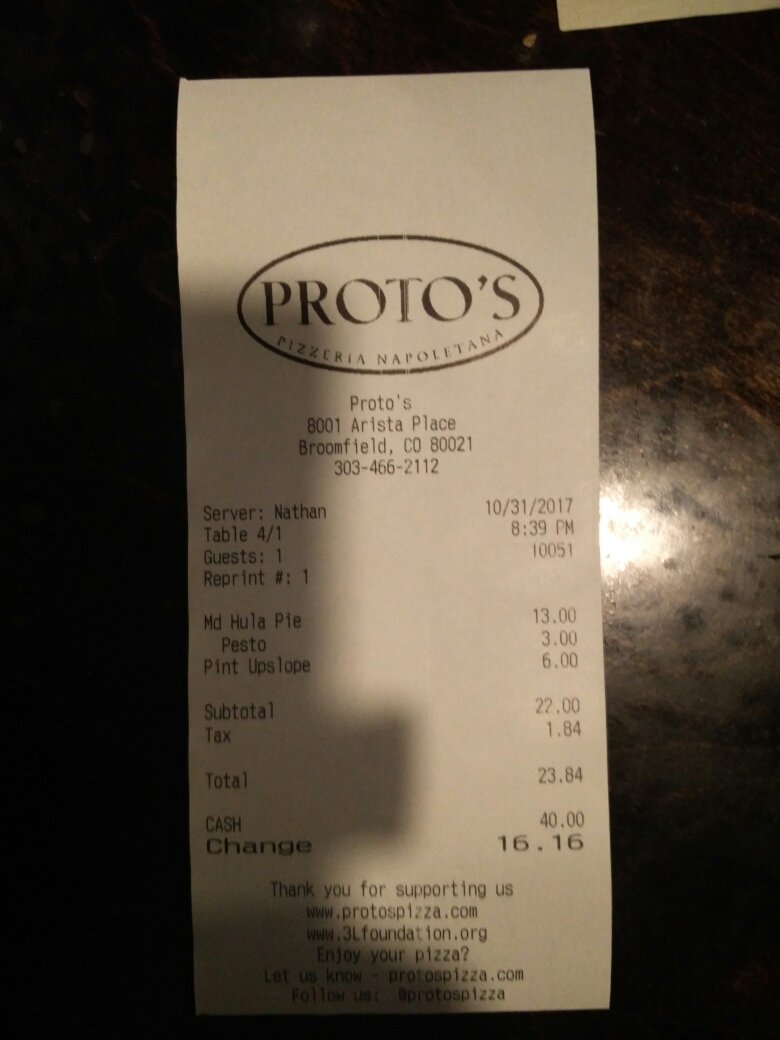 PROTO'S
PIZZERIA NAPOLETANA
Proto's
8001 Arista Place
Broomfield, CO 80021
303-466-2112
Server: Nathan 10/31/2017
Table 4/1 8:39 PM
Guests: 1 10051
Reprint #: 1
Md Hula Pie 13.00
Pesto 3.00
Pint Upslope 6.00
Subtotal 22.00
Tax 1.84
Total 23.84
CASH 40.00
Change 16.16
Thank you for supporting us
www.protospizza.com
www.3Lfoundation.org
Enjoy your pizza?
Let us know - protospizza.com
Follow us: @protospizza